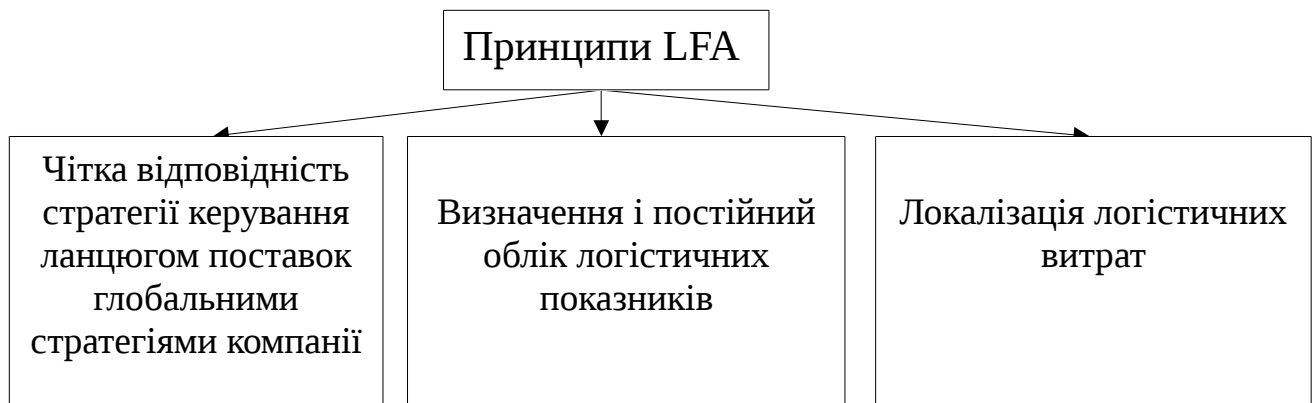 Принципи LFA
Чітка відповідність
стратегії керування
ланцюгом поставок
глобальними
стратегіями компанії
Визначення і постійний
облік логістичних
показників
Локалізація логістичних
витрат